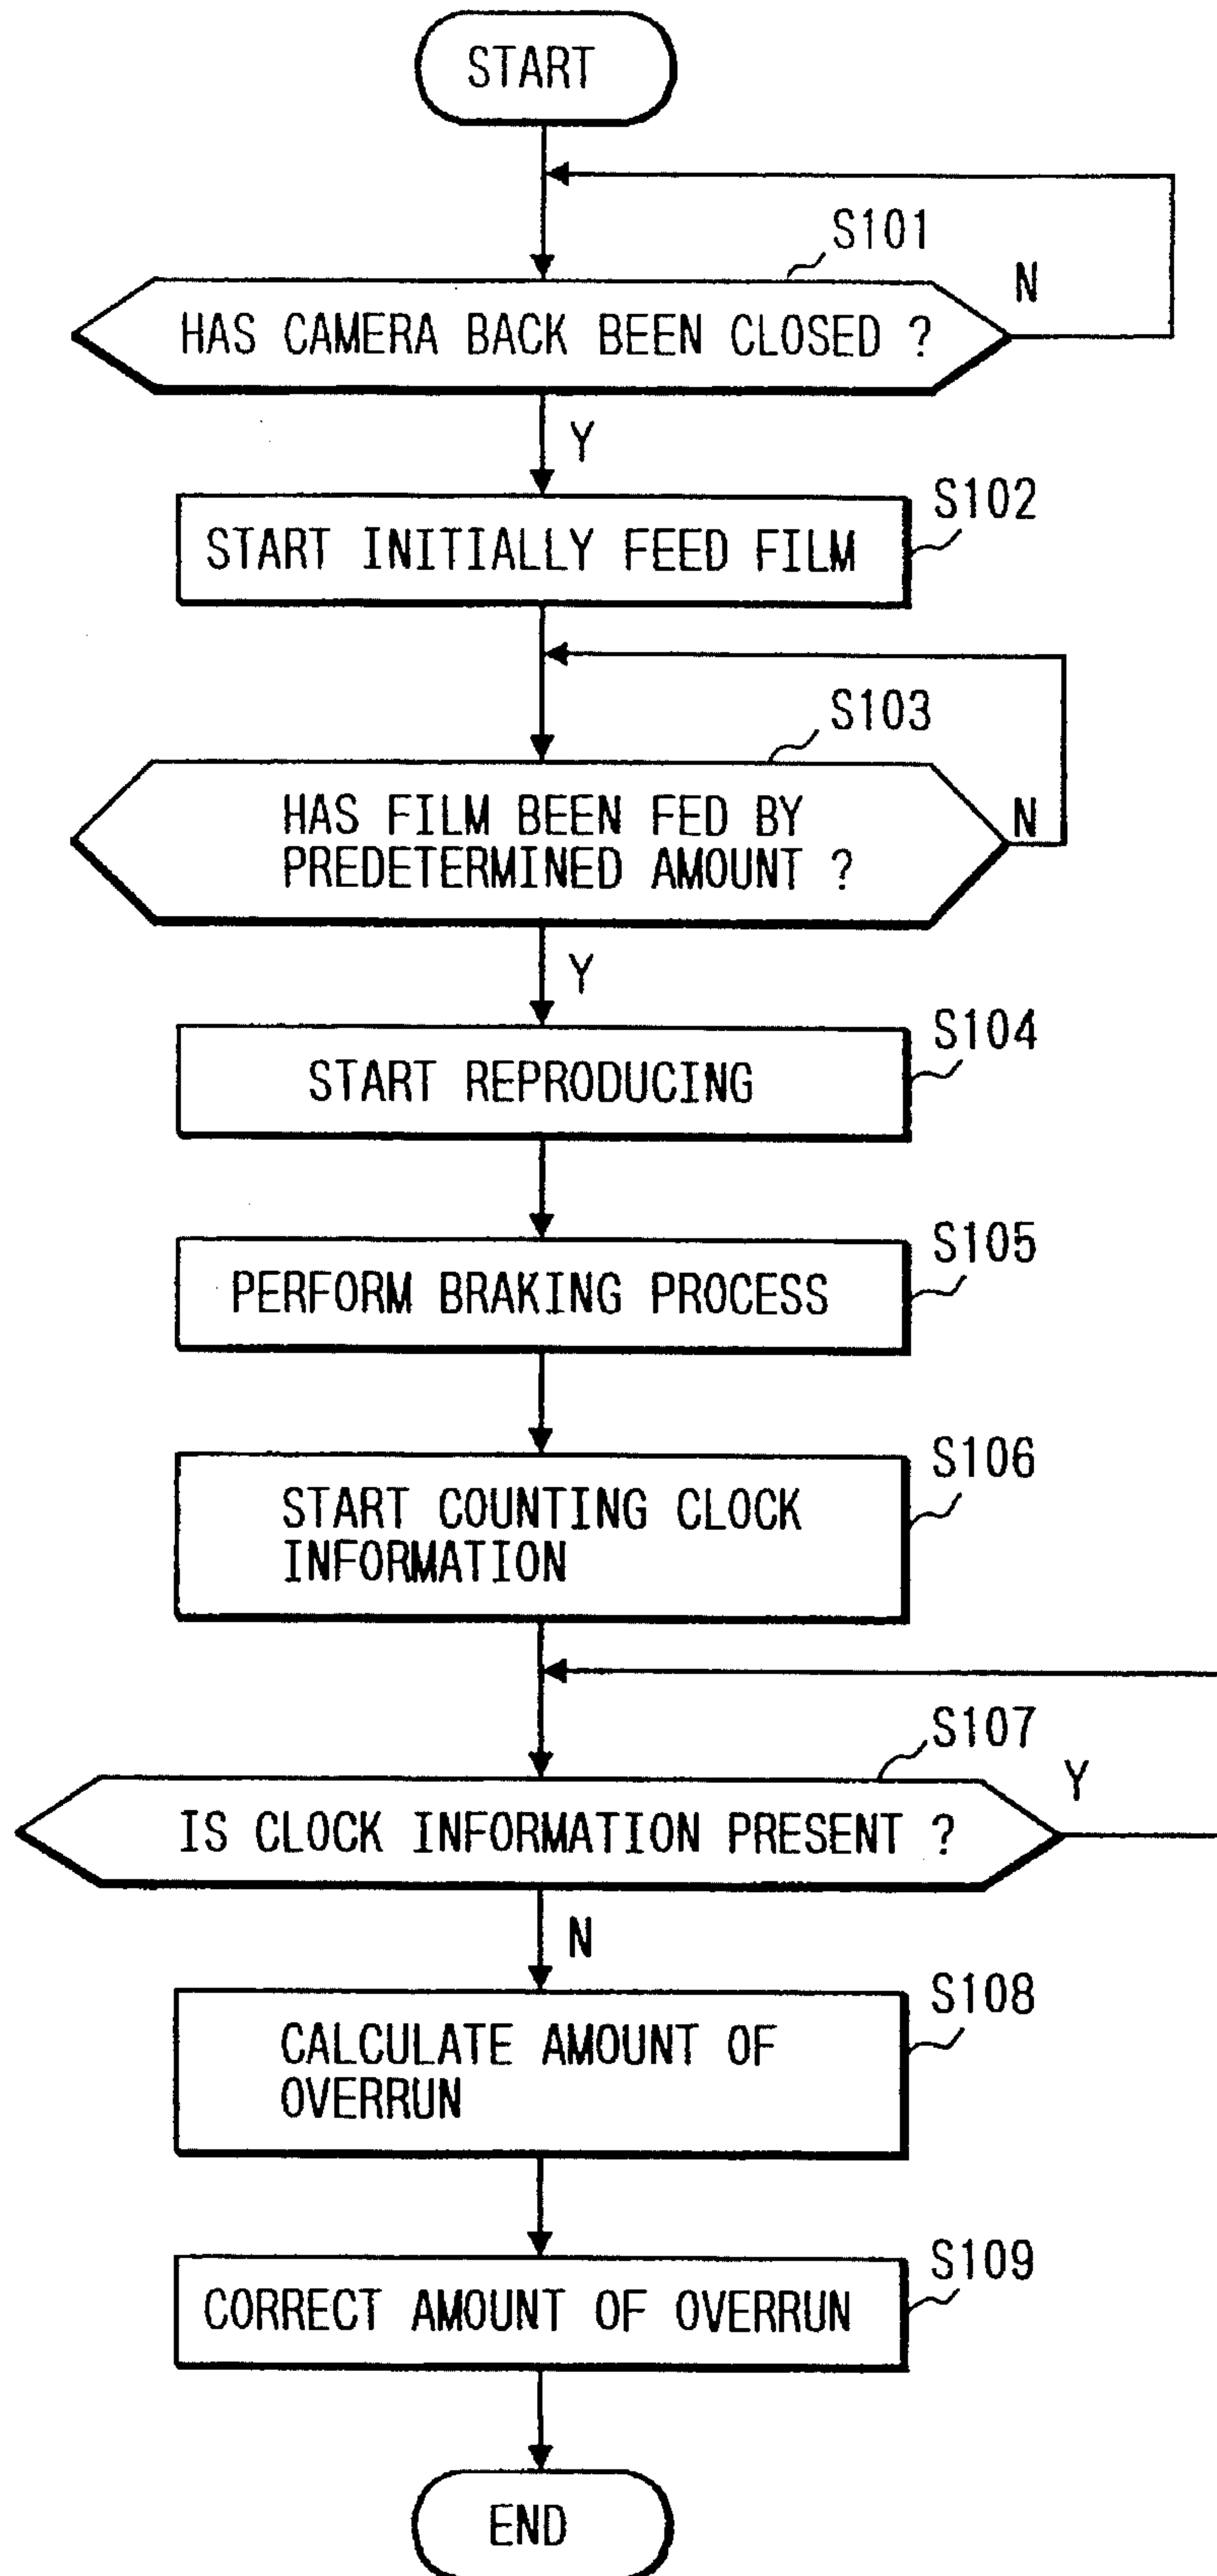 START
S101
HAS CAMERA BACK BEEN CLOSED ?
N
Y
S102
START INITIALLY FEED FILM
S103
HAS FILM BEEN FED BY
PREDETERMINED AMOUNT ?
N
Y
S104
START REPRODUCING
S105
PERFORM BRAKING PROCESS
S106
START COUNTING CLOCK
INFORMATION
S107
IS CLOCK INFORMATION PRESENT ?
Y
N
S108
CALCULATE AMOUNT OF
OVERRUN
S109
CORRECT AMOUNT OF OVERRUN
END